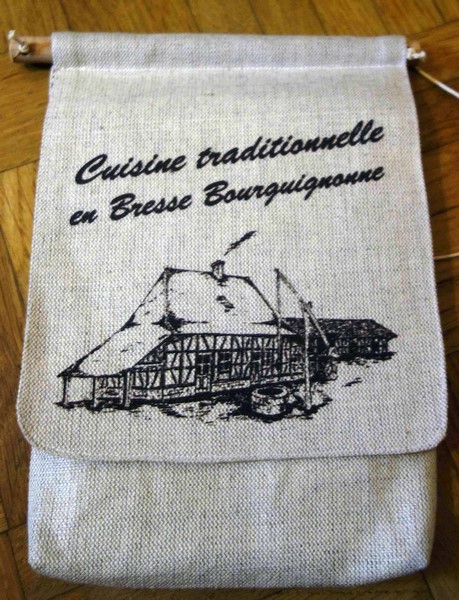 Cuisine traditionnelle
en Bresse Bourguignonne